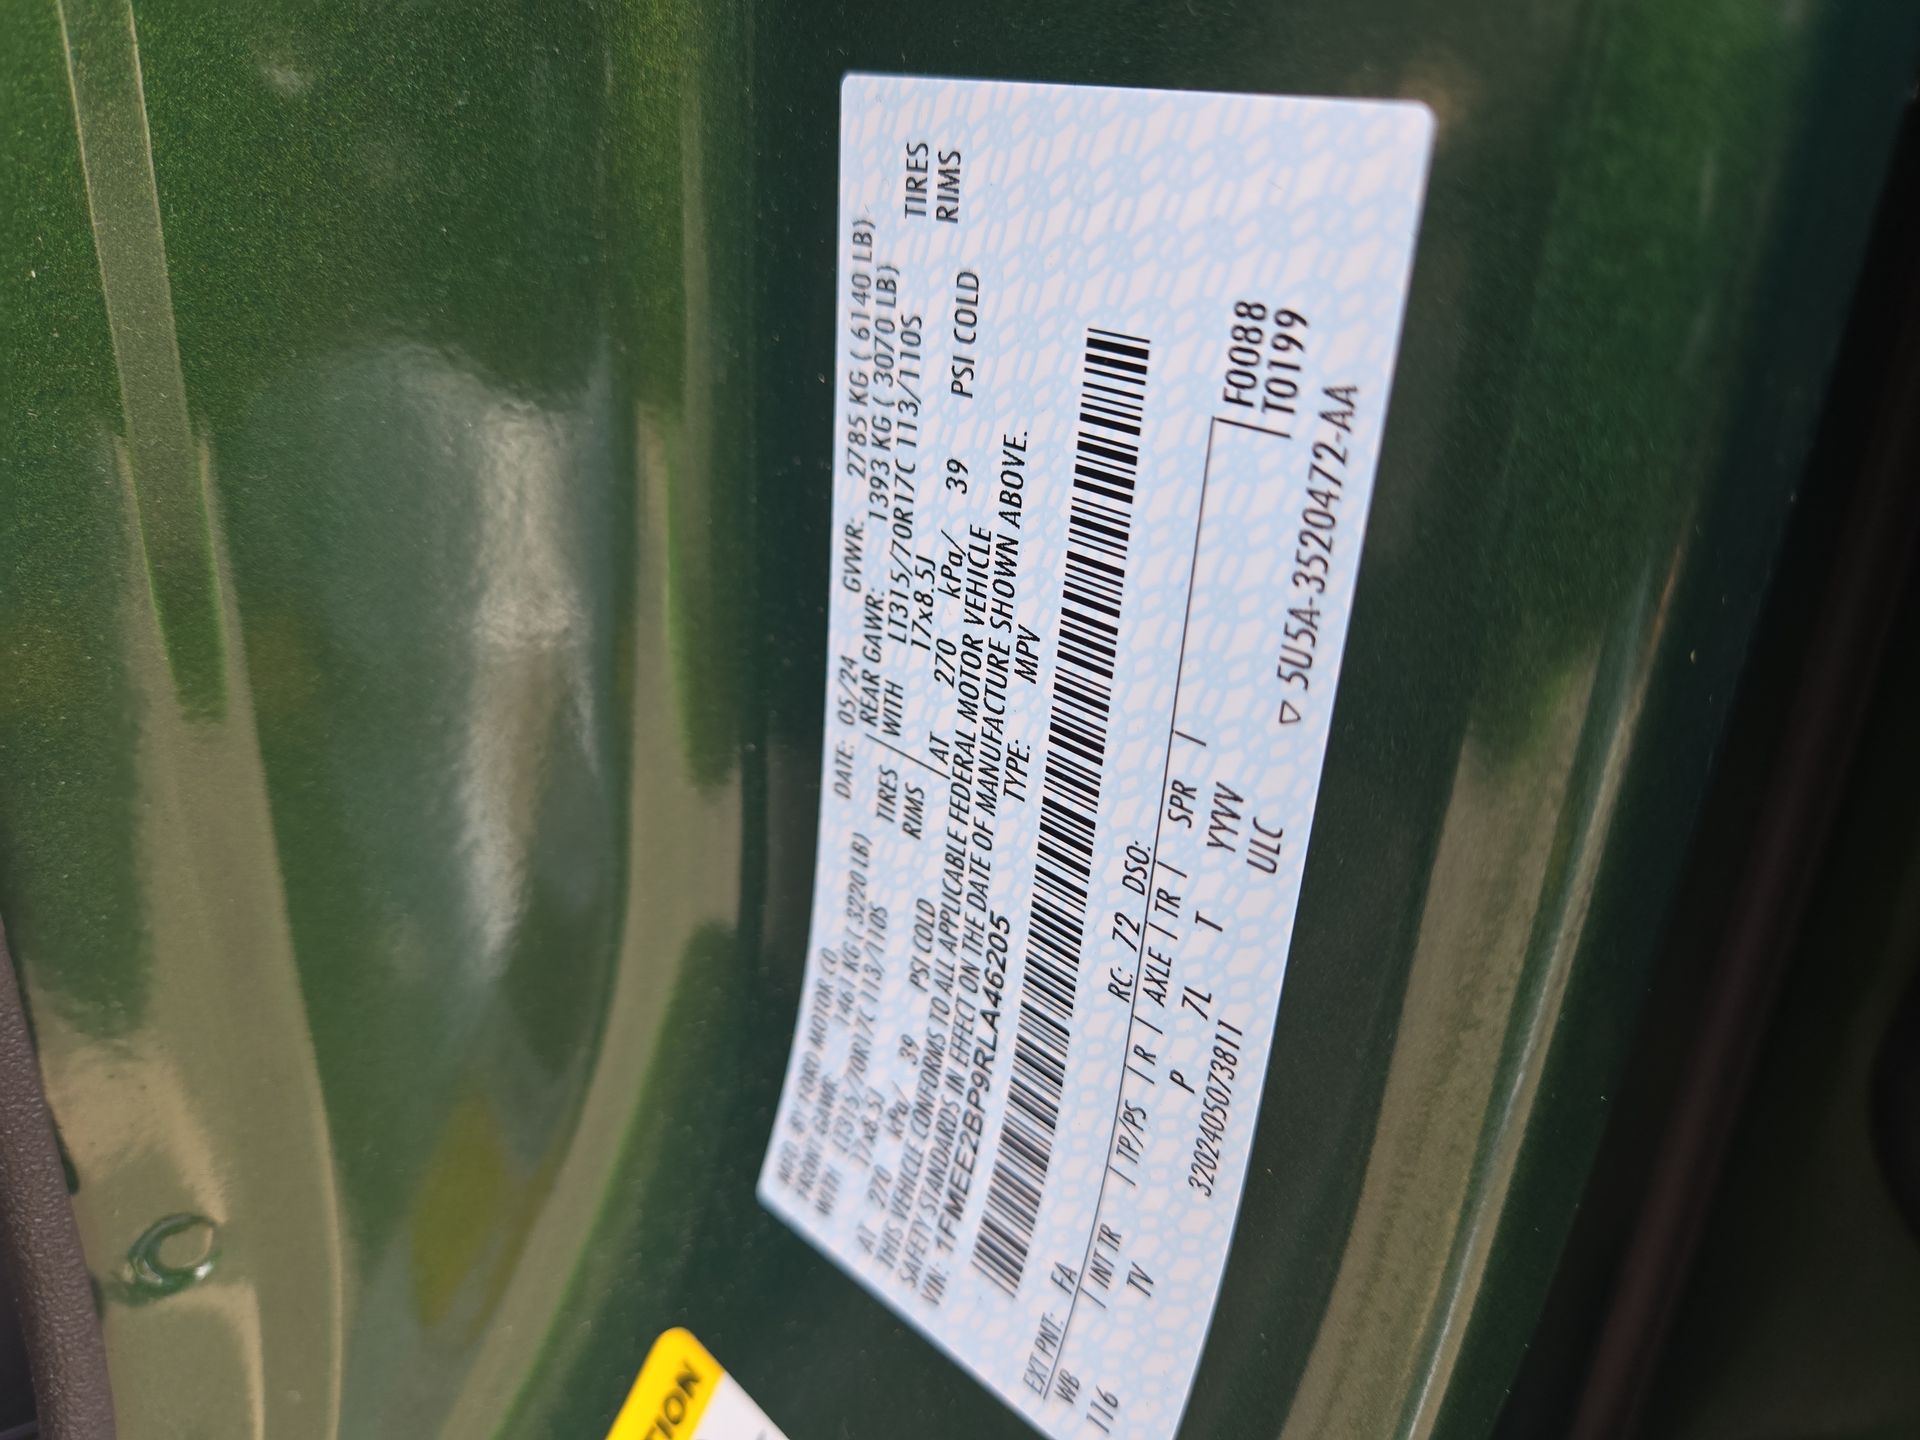 MFD. BY FORD MOTOR CO. DATE: 05/24 GVWR: 2785 KG ( 6140 LB)
FRONT GAWR: 1461 KG ( 3220 LB) REAR GAWR: 1393 KG ( 3070 LB)
WITH LT315/70R17C 113/110S TIRES WITH LT315/70R17C 113/110S TIRES
17x8.5J RIMS 17x8.5J RIMS
AT 270 kPa/ 39 PSI COLD AT 270 kPa/ 39 PSI COLD
THIS VEHICLE CONFORMS TO ALL APPLICABLE FEDERAL MOTOR VEHICLE
SAFETY STANDARDS IN EFFECT ON THE DATE OF MANUFACTURE SHOWN ABOVE.
VIN: 1FMEE2BP9RLA46205 TYPE: MPV
EXT PNT: FA RC: 72 DSO:
WB / INT TR / TP/PS / R / AXLE / TR / SPR / F0088
116 TV P 7L T YYVV T0199
3202405073811 ULC
▽ 5U5A-3520472-AA
TION